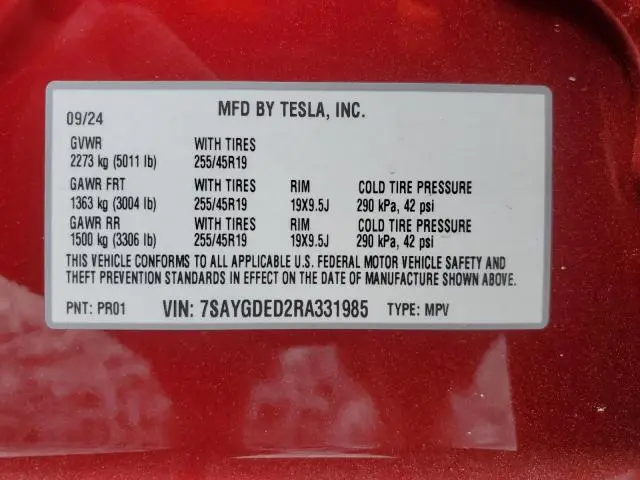 MFD BY TESLA, INC.
09/24
GVWR WITH TIRES
2273 kg (5011 lb) 255/45R19
GAWR FRT WITH TIRES RIM COLD TIRE PRESSURE
1363 kg (3004 lb) 255/45R19 19X9.5J 290 kPa, 42 psi
GAWR RR WITH TIRES RIM COLD TIRE PRESSURE
1500 kg (3306 lb) 255/45R19 19X9.5J 290 kPa, 42 psi
THIS VEHICLE CONFORMS TO ALL APPLICABLE U.S. FEDERAL MOTOR VEHICLE SAFETY AND
THEFT PREVENTION STANDARDS IN EFFECT ON THE DATE OF MANUFACTURE SHOWN ABOVE.
PNT: PR01 VIN: 7SAYGDED2RA331985 TYPE: MPV